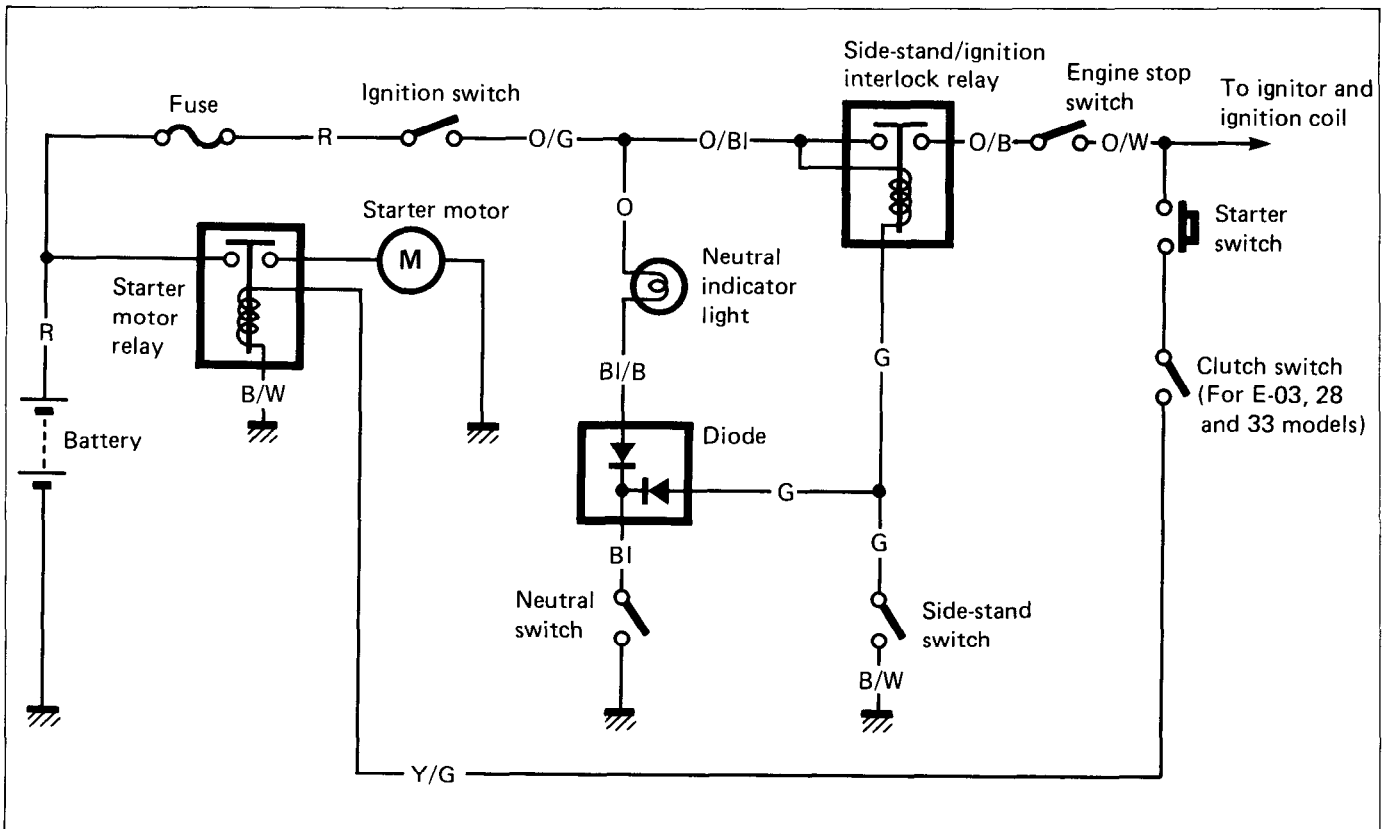 Side-stand/ignition
interlock relay
Engine stop
switch
To ignitor and
ignition coil
Fuse
Ignition switch
R
O/G
O/Bl
O/B
O/W
Starter motor
M
O
Neutral
indicator
light
Starter
switch
Starter
motor
relay
R
B/W
Bl/B
G
Clutch switch
(For E-03, 28
and 33 models)
Battery
Diode
G
G
Bl
Neutral
switch
Side-stand
switch
B/W
Y/G